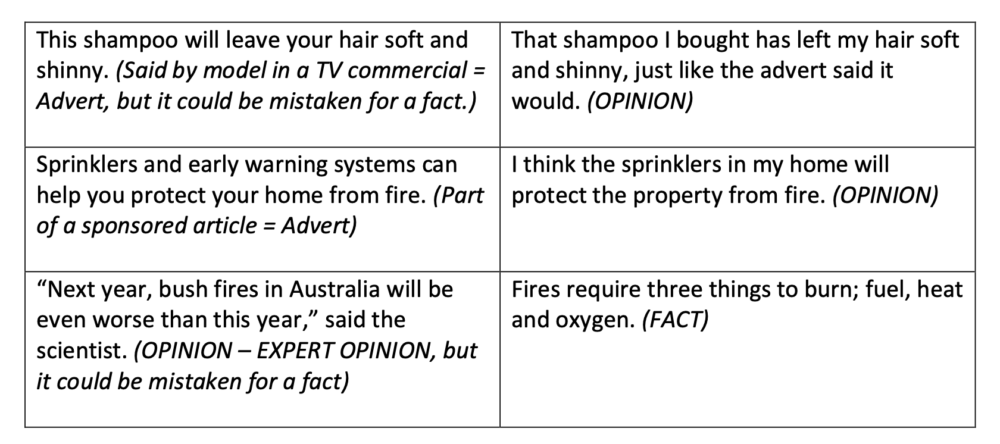 This shampoo will leave your hair soft and
shinny. (Said by model in a TV commercial =
Advert, but it could be mistaken for a fact.)
That shampoo I bought has left my hair soft
and shinny, just like the advert said it
would. (OPINION)
Sprinklers and early warning systems can
help you protect your home from fire. (Part
of a sponsored article = Advert)
I think the sprinklers in my home will
protect the property from fire. (OPINION)
“Next year, bush fires in Australia will be
even worse than this year,” said the
scientist. (OPINION – EXPERT OPINION, but
it could be mistaken for a fact)
Fires require three things to burn; fuel, heat
and oxygen. (FACT)